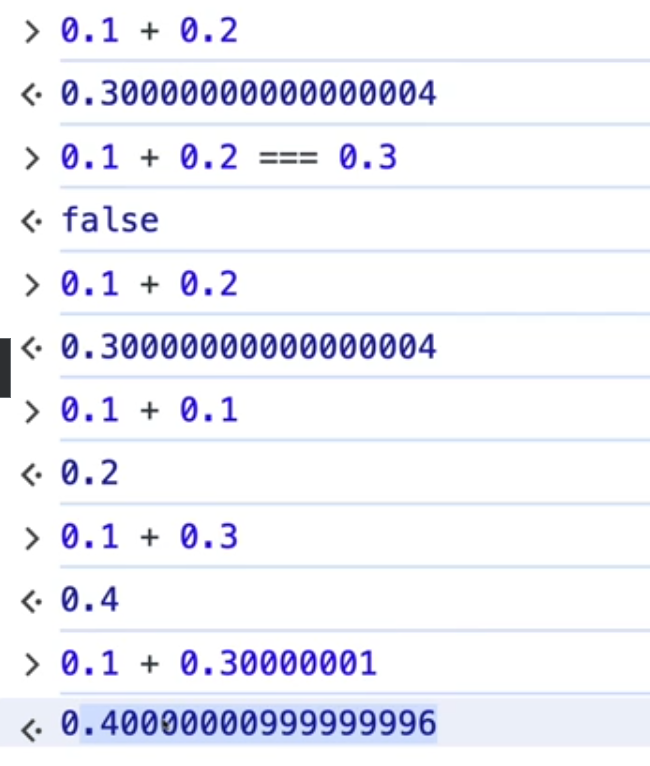 > 0.1 + 0.2
<· 0.30000000000000004
> 0.1 + 0.2 === 0.3
<· false
> 0.1 + 0.2
<· 0.30000000000000004
> 0.1 + 0.1
<· 0.2
> 0.1 + 0.3
<· 0.4
> 0.1 + 0.30000001
<· 0.40000000999999996